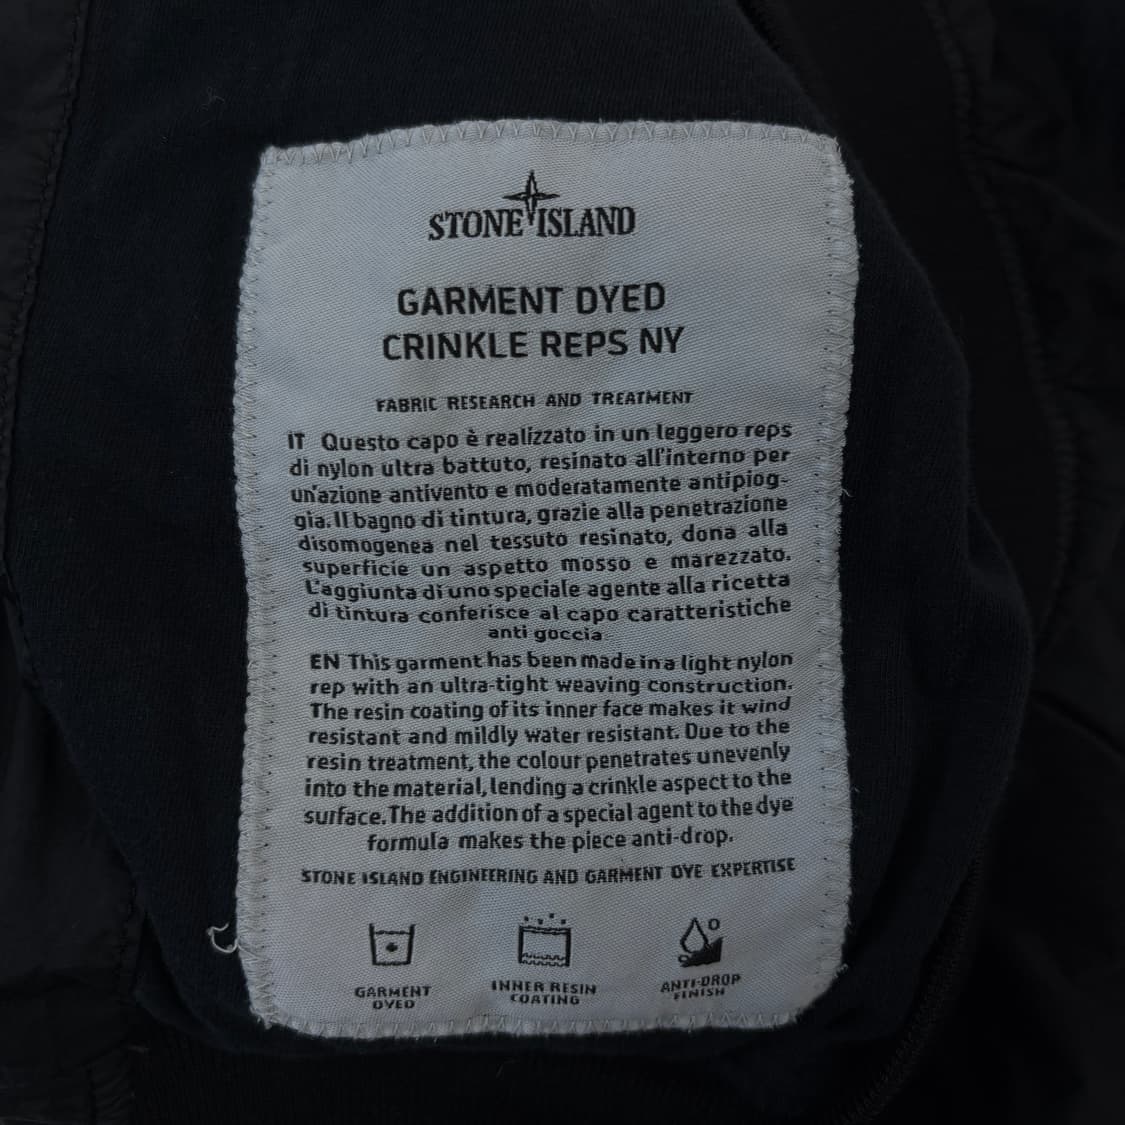 STONE ISLAND
GARMENT DYED
CRINKLE REPS NY
FABRIC RESEARCH AND TREATMENT
IT Questo capo è realizzato in un leggero reps
di nylon ultra battuto, resinato all'interno per
un'azione antivento e moderatamente antipiog-
gia. Il bagno di tintura, grazie alla penetrazione
disomogenea nel tessuto resinato, dona alla
superficie un aspetto mosso e marezzato.
L'aggiunta di uno speciale agente alla ricetta
di tintura conferisce al capo caratteristiche
anti goccia
EN This garment has been made in a light nylon
rep with an ultra-tight weaving construction.
The resin coating of its inner face makes it wind
resistant and mildly water resistant. Due to the
resin treatment, the colour penetrates unevenly
into the material, lending a crinkle aspect to the
surface. The addition of a special agent to the dye
formula makes the piece anti-drop.
STONE ISLAND ENGINEERING AND GARMENT DYE EXPERTISE
GARMENT
DYED
INNER RESIN
COATING
ANTI-DROP
FINISH